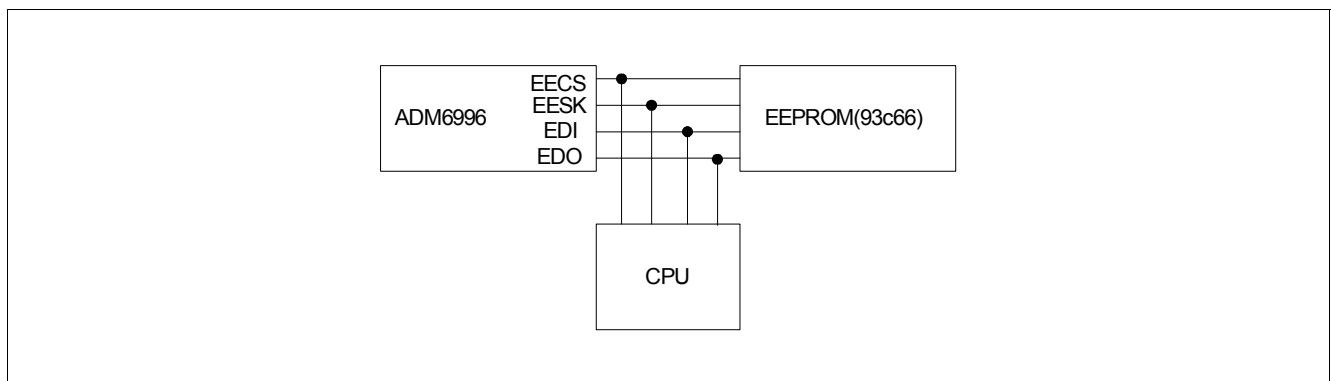 EECS
EESK
ADM6996
EDI
EDO
EEPROM(93c66)
CPU